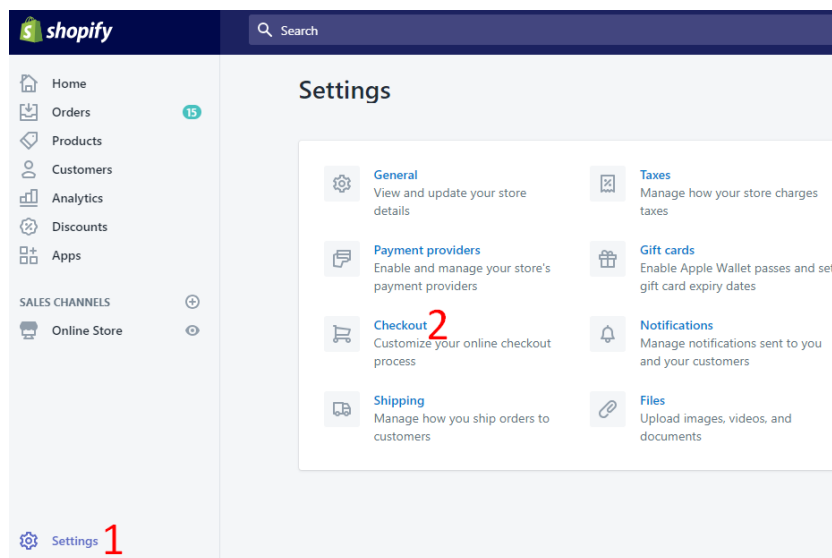 shopify
Search
Home
Orders 15
Products
Customers
Analytics
Discounts
Apps
SALES CHANNELS
Online Store
Settings 1
Settings
General
View and update your store
details
Payment providers
Enable and manage your store's
payment providers
Checkout 2
Customize your online checkout
process
Shipping
Manage how you ship orders to
customers
Taxes
Manage how your store charges
taxes
Gift cards
Enable Apple Wallet passes and set
gift card expiry dates
Notifications
Manage notifications sent to you
and your customers
Files
Upload images, videos, and
documents